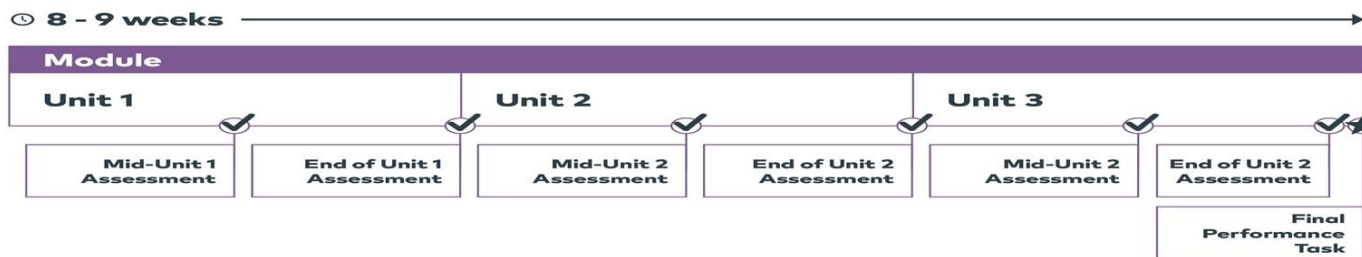 8 - 9 weeks
Module
Unit 1
Unit 2
Unit 3
Mid-Unit 1
Assessment
End of Unit 1
Assessment
Mid-Unit 2
Assessment
End of Unit 2
Assessment
Mid-Unit 2
Assessment
End of Unit 2
Assessment
Final
Performance
Task